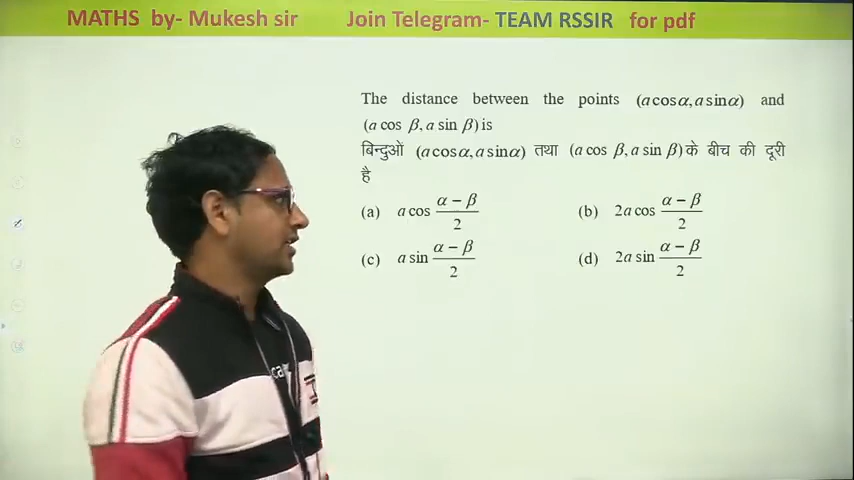 MATHS by- Mukesh sir Join Telegram- TEAM RSSIR for pdf
The distance between the points (a cos α, a sin α) and
(a cos β, a sin β) is
बिन्दुओं (a cos α, a sin α) तथा (a cos β, a sin β) के बीच की दूरी
है
(a) a cos (α − β)/2 (b) 2a cos (α − β)/2
(c) a sin (α − β)/2 (d) 2a sin (α − β)/2